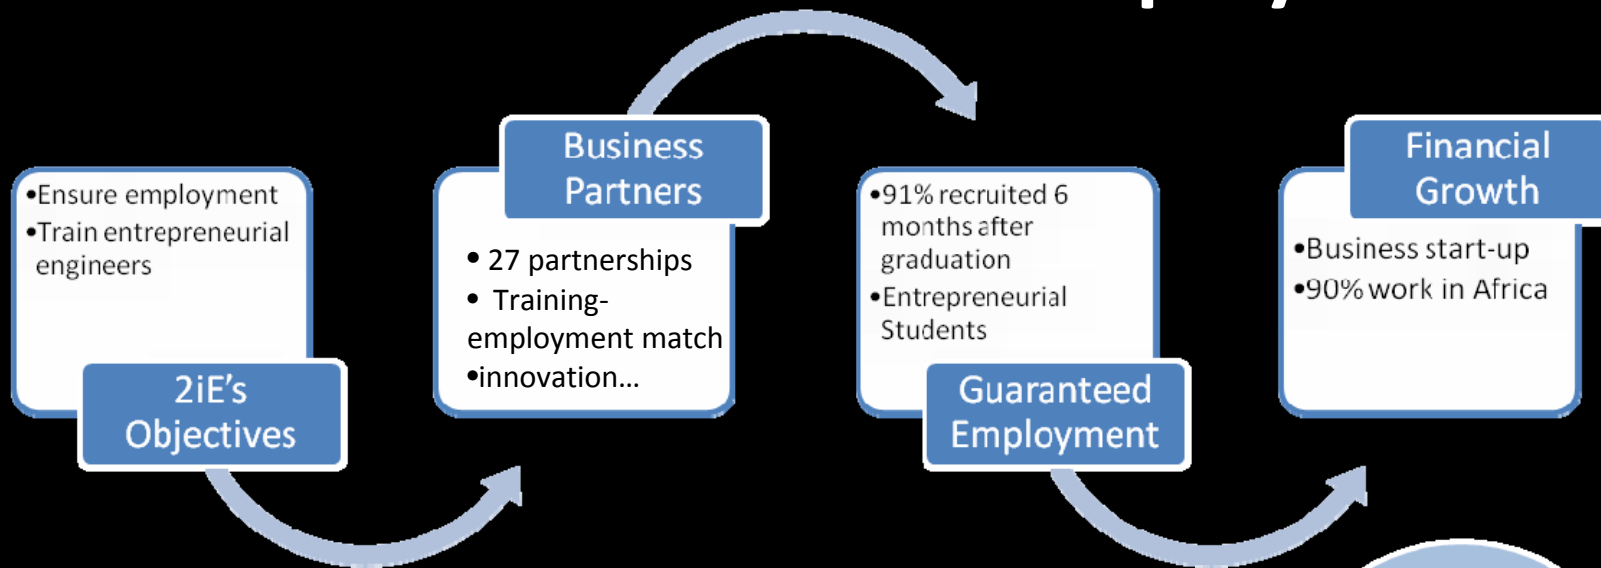 •Ensure employment
•Train entrepreneurial
engineers
2iE's
Objectives
Business
Partners
• 27 partnerships
• Training-
employment match
•innovation...
•91% recruited 6
months after
graduation
•Entrepreneurial
Students
Guaranteed
Employment
Financial
Growth
•Business start-up
•90% work in Africa